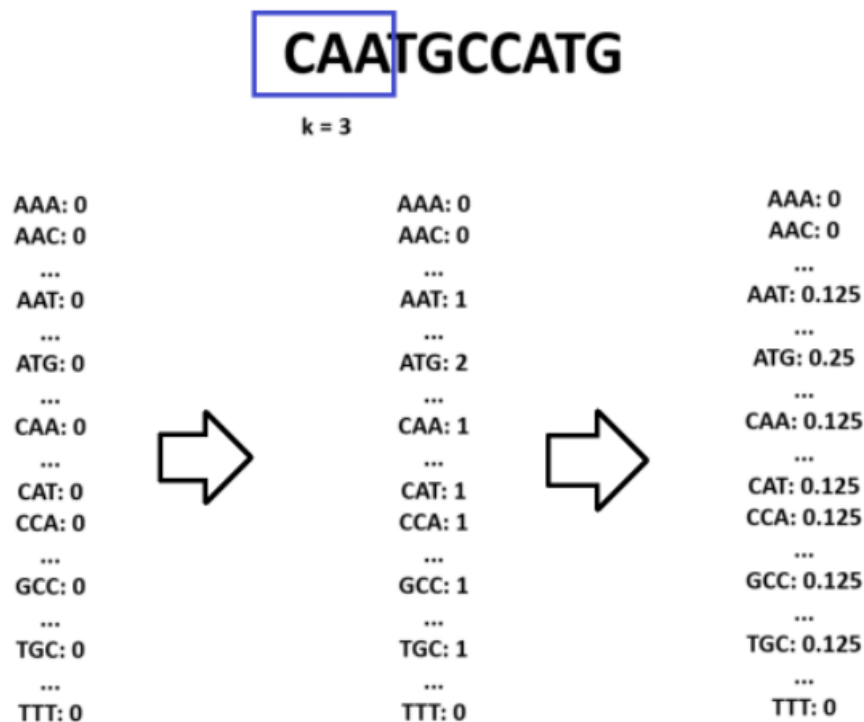 CAATGCCATG
k = 3
AAA: 0
AAC: 0
...
AAT: 0
...
ATG: 0
...
CAA: 0
...
CAT: 0
CCA: 0
...
GCC: 0
...
TGC: 0
...
TTT: 0
AAA: 0
AAC: 0
...
AAT: 1
...
ATG: 2
...
CAA: 1
...
CAT: 1
CCA: 1
...
GCC: 1
...
TGC: 1
...
TTT: 0
AAA: 0
AAC: 0
...
AAT: 0.125
...
ATG: 0.25
...
CAA: 0.125
...
CAT: 0.125
CCA: 0.125
...
GCC: 0.125
...
TGC: 0.125
...
TTT: 0